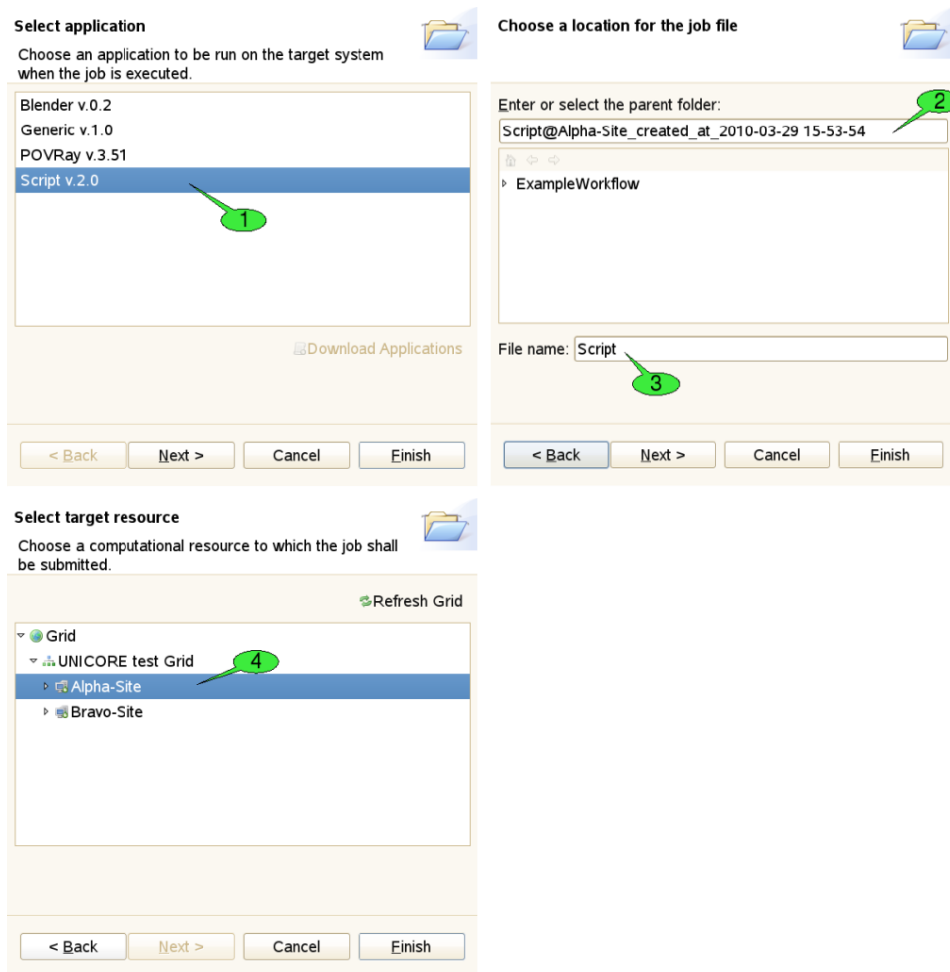 Select application
Choose an application to be run on the target system
when the job is executed.
Blender v.0.2
Generic v.1.0
POVRay v.3.51
Script v.2.0
1
Download Applications
< Back
Next >
Cancel
Finish
Choose a location for the job file
Enter or select the parent folder:
2
Script@Alpha-Site_created_at_2010-03-29 15-53-54
ExampleWorkflow
File name: Script
3
< Back
Next >
Cancel
Finish
Select target resource
Choose a computational resource to which the job shall
be submitted.
Refresh Grid
Grid
UNICORE test Grid
4
Alpha-Site
Bravo-Site
< Back
Next >
Cancel
Finish